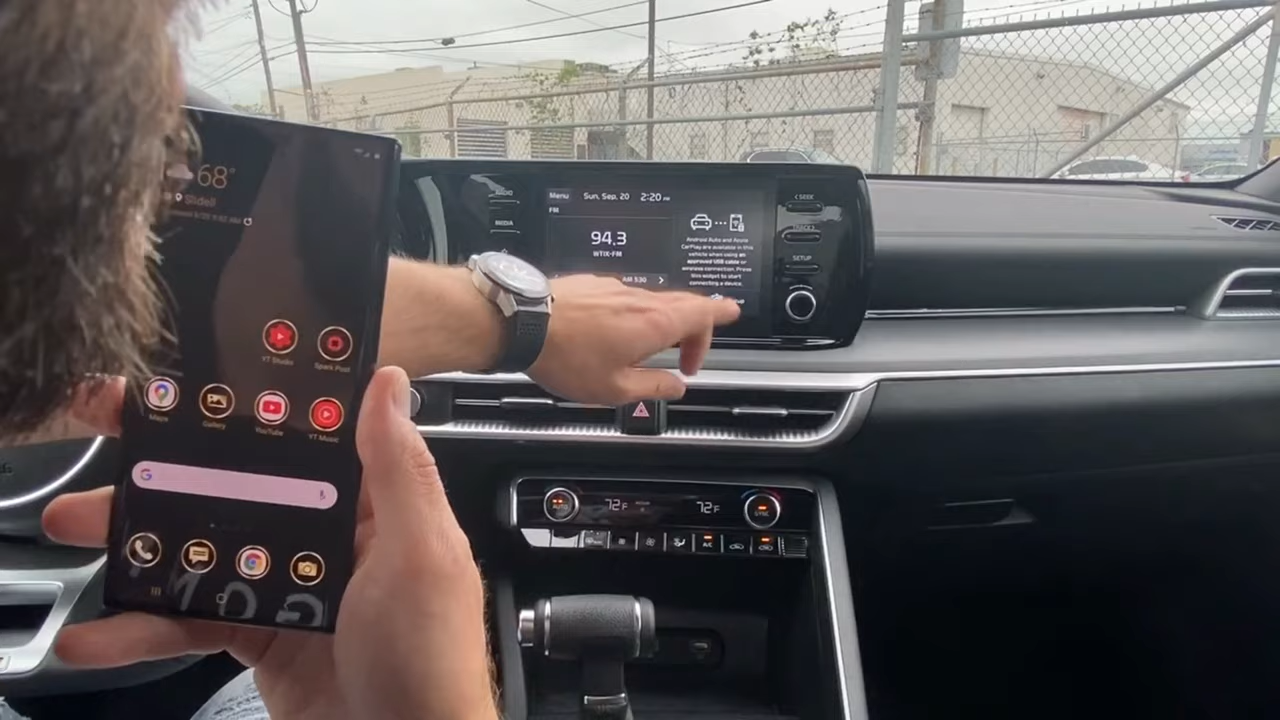 68°
Slidell
YT Studio
Spark Post
Maps
Gallery
YouTube
YT Music
G
RADIO
MEDIA
Menu
Sun, Sep, 20
2:20 PM
FM
94.3
WTIX-FM
AM 530
Android Auto and Apple
CarPlay are available in this
vehicle when using an
approved USB cable or
wireless connection. Press
this widget to start
connecting a device.
< SEEK
TRACK >
SETUP
AUTO
72°F
72°F
SYNC
A/C